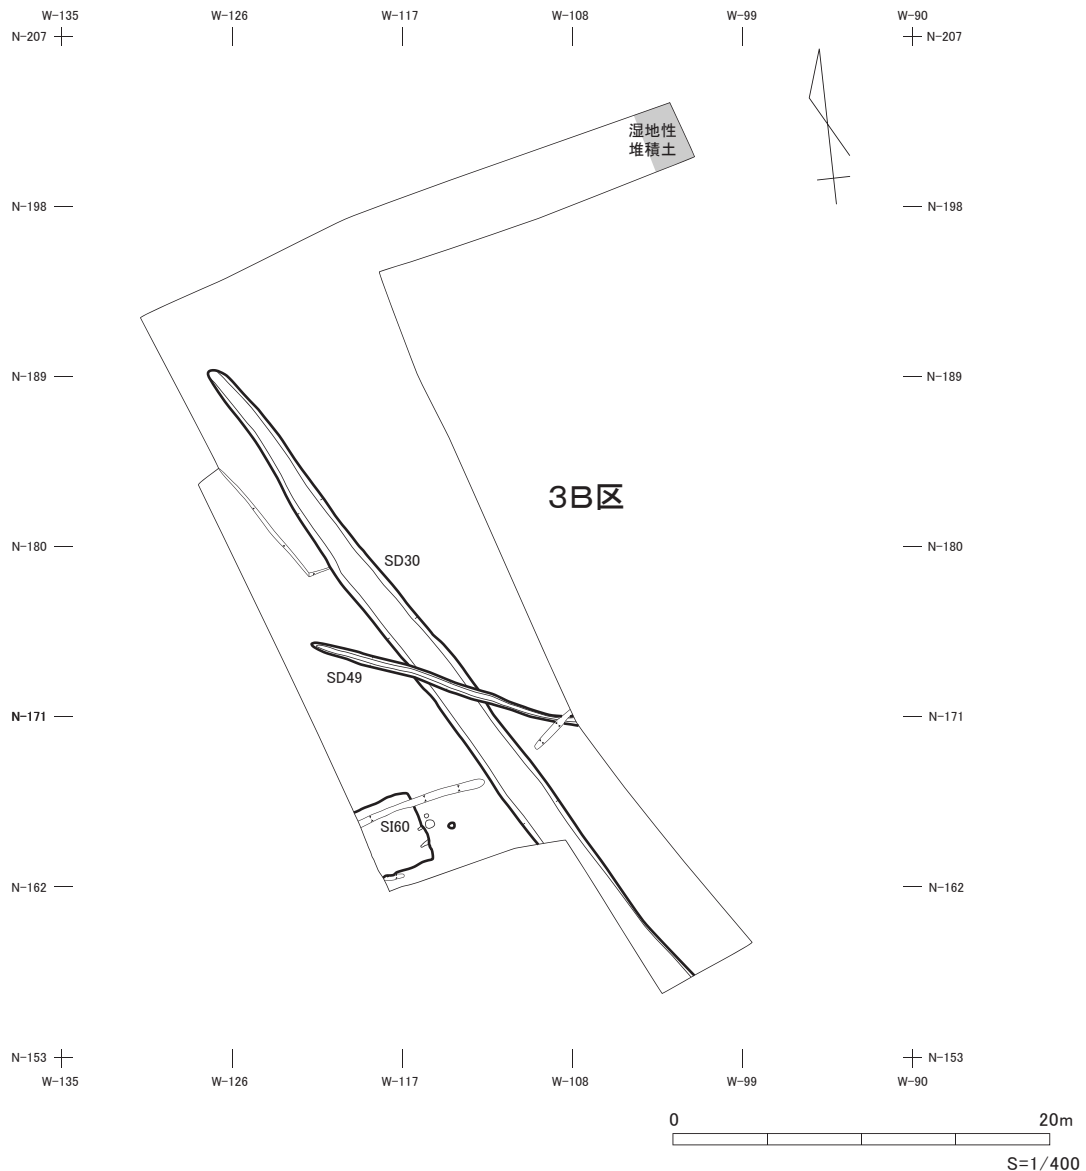 W-135 W-126 W-117 W-108 W-99 W-90
N-207 N-207
湿地性
堆積土
N-198 N-198
N-189 N-189
3B区
N-180 N-180
SD30
SD49
N-171 N-171
SI60
N-162 N-162
N-153 N-153
W-135 W-126 W-117 W-108 W-99 W-90
0 20m
S=1/400